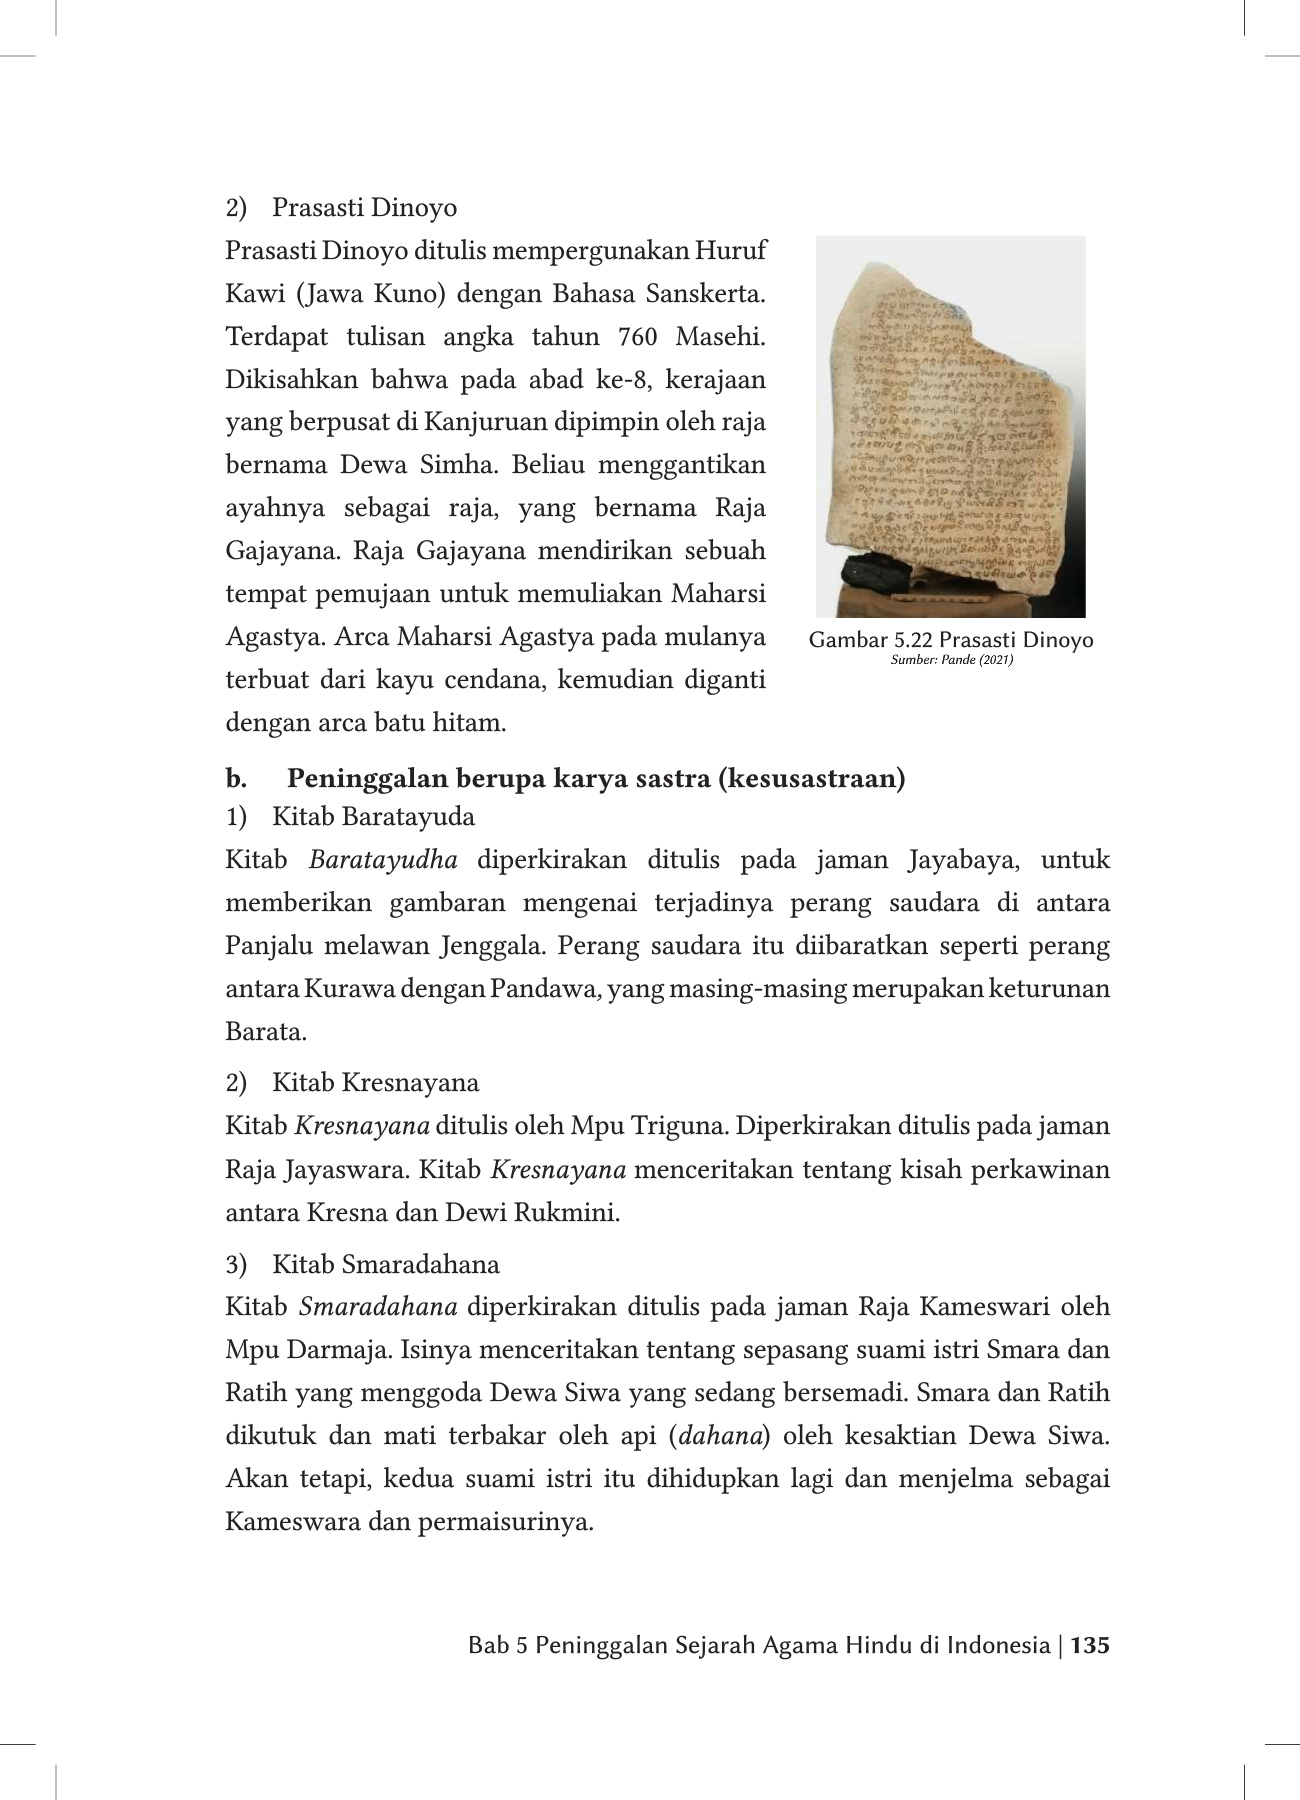 2) Prasasti Dinoyo
Prasasti Dinoyo ditulis mempergunakan Huruf
Kawi (Jawa Kuno) dengan Bahasa Sanskerta.
Terdapat tulisan angka tahun 760 Masehi.
Dikisahkan bahwa pada abad ke-8, kerajaan
yang berpusat di Kanjuruan dipimpin oleh raja
bernama Dewa Simha. Beliau menggantikan
ayahnya sebagai raja, yang bernama Raja
Gajayana. Raja Gajayana mendirikan sebuah
tempat pemujaan untuk memuliakan Maharsi
Agastya. Arca Maharsi Agastya pada mulanya
terbuat dari kayu cendana, kemudian diganti
dengan arca batu hitam.
Gambar 5.22 Prasasti Dinoyo
Sumber: Pande (2021)
b. Peninggalan berupa karya sastra (kesusastraan)
1) Kitab Baratayuda
Kitab Baratayudha diperkirakan ditulis pada jaman Jayabaya, untuk
memberikan gambaran mengenai terjadinya perang saudara di antara
Panjalu melawan Jenggala. Perang saudara itu diibaratkan seperti perang
antara Kurawa dengan Pandawa, yang masing-masing merupakan keturunan
Barata.
2) Kitab Kresnayana
Kitab Kresnayana ditulis oleh Mpu Triguna. Diperkirakan ditulis pada jaman
Raja Jayaswara. Kitab Kresnayana menceritakan tentang kisah perkawinan
antara Kresna dan Dewi Rukmini.
3) Kitab Smaradahana
Kitab Smaradahana diperkirakan ditulis pada jaman Raja Kameswari oleh
Mpu Darmaja. Isinya menceritakan tentang sepasang suami istri Smara dan
Ratih yang menggoda Dewa Siwa yang sedang bersemadi. Smara dan Ratih
dikutuk dan mati terbakar oleh api (dahana) oleh kesaktian Dewa Siwa.
Akan tetapi, kedua suami istri itu dihidupkan lagi dan menjelma sebagai
Kameswara dan permaisurinya.
Bab 5 Peninggalan Sejarah Agama Hindu di Indonesia | 135